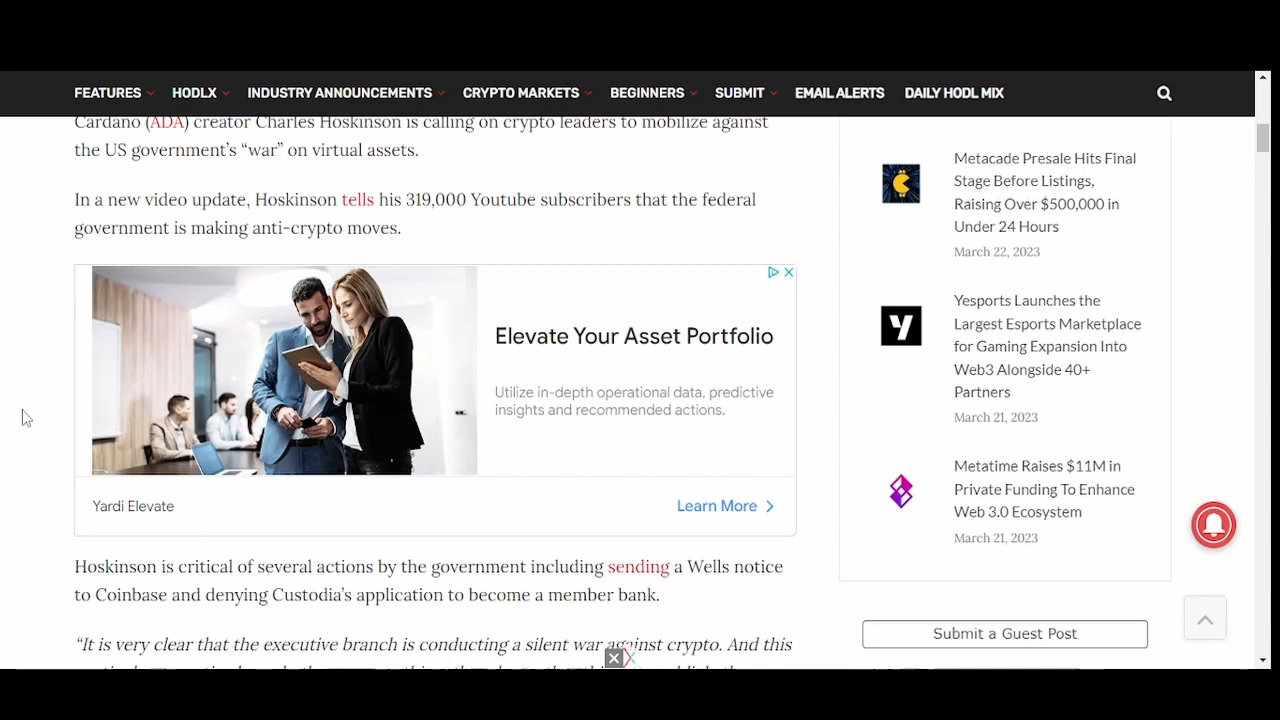 FEATURES HODLX INDUSTRY ANNOUNCEMENTS CRYPTO MARKETS BEGINNERS SUBMIT EMAIL ALERTS DAILY HODL MIX
Cardano (ADA) creator Charles Hoskinson is calling on crypto leaders to mobilize against
the US government’s “war” on virtual assets.
In a new video update, Hoskinson tells his 319,000 Youtube subscribers that the federal
government is making anti-crypto moves.
Elevate Your Asset Portfolio
Utilize in-depth operational data, predictive
insights and recommended actions.
Yardi Elevate
Learn More
Hoskinson is critical of several actions by the government including sending a Wells notice
to Coinbase and denying Custodia’s application to become a member bank.
“It is very clear that the executive branch is conducting a silent war against crypto. And this
Metacade Presale Hits Final
Stage Before Listings,
Raising Over $500,000 in
Under 24 Hours
March 22, 2023
Yesports Launches the
Largest Esports Marketplace
for Gaming Expansion Into
Web3 Alongside 40+
Partners
March 21, 2023
Metatime Raises $11M in
Private Funding To Enhance
Web 3.0 Ecosystem
March 21, 2023
Submit a Guest Post